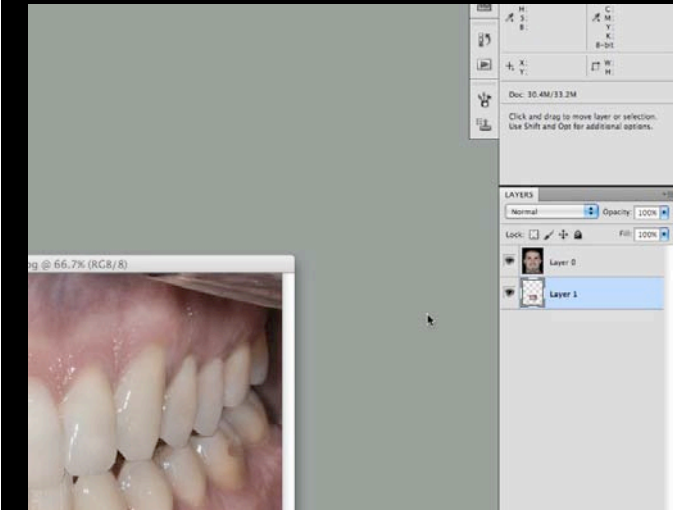 H:
S:
B:
C:
M:
Y:
K:
8-bit
X:
Y:
W:
H:
Doc: 30.4M/33.2M
Click and drag to move layer or selection.
Use Shift and Opt for additional options.
LAYERS
Normal
Opacity: 100%
Lock:
Fill: 100%
Layer 0
Layer 1
@ 66.7% (RGB/8)